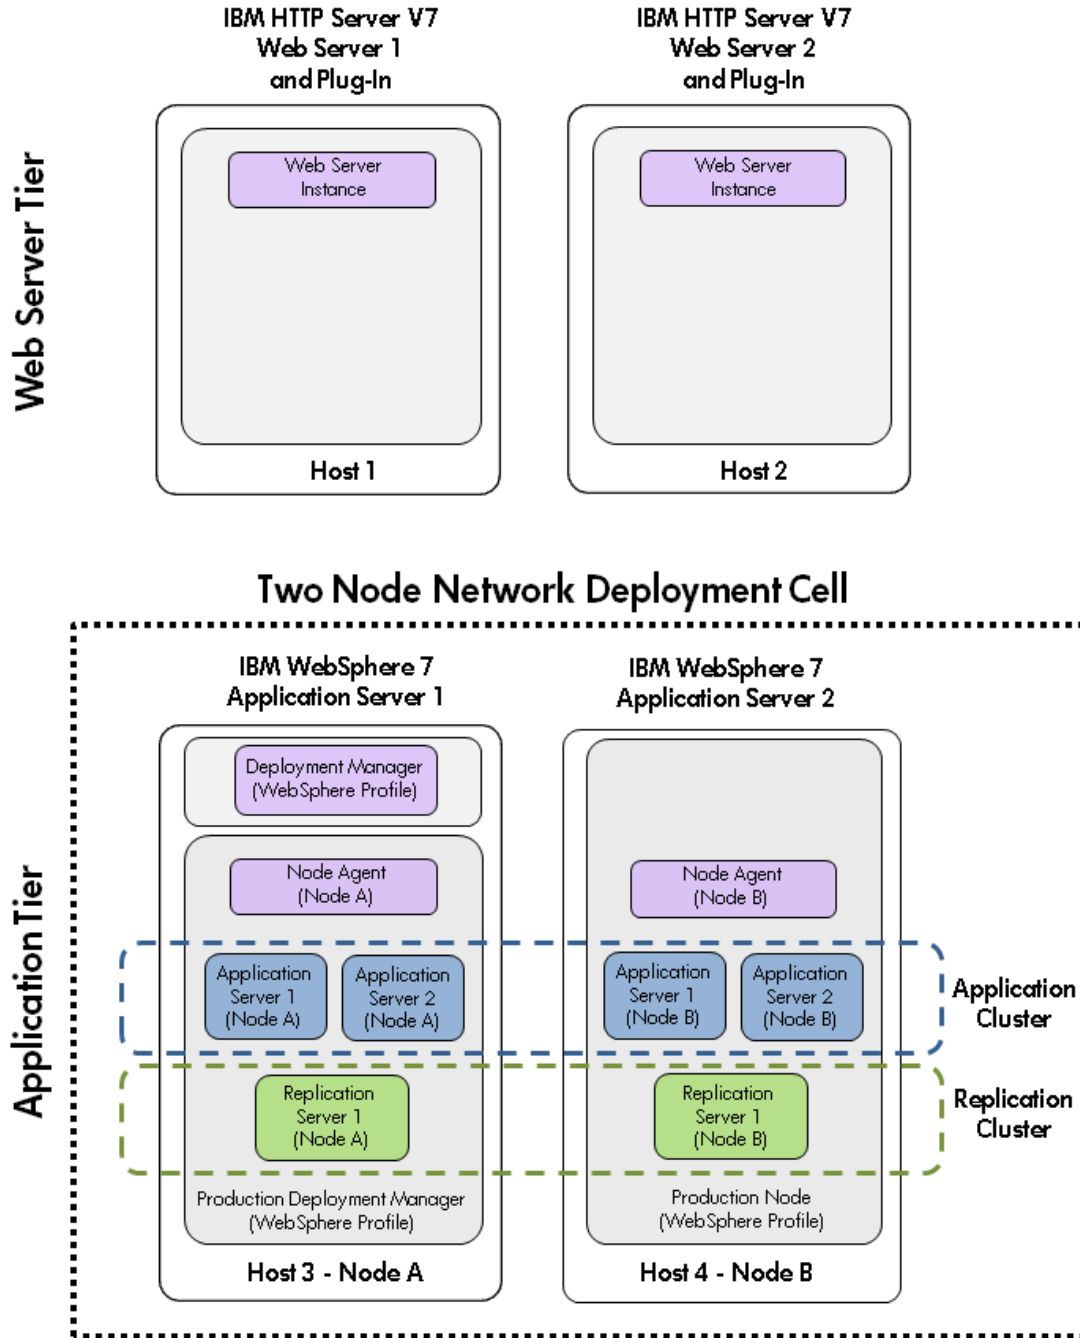 IBM HTTP Server V7
Web Server 1
and Plug-In
IBM HTTP Server V7
Web Server 2
and Plug-In
Web Server Tier
Web Server
Instance
Host 1
Web Server
Instance
Host 2
Two Node Network Deployment Cell
Application Tier
IBM WebSphere 7
Application Server 1
IBM WebSphere 7
Application Server 2
Deployment Manager
(WebSphere Profile)
Node Agent
(Node A)
Node Agent
(Node B)
Application
Server 1
(Node A)
Application
Server 2
(Node A)
Application
Server 1
(Node B)
Application
Server 2
(Node B)
Application
Cluster
Replication
Server 1
(Node A)
Replication
Server 1
(Node B)
Replication
Cluster
Production Deployment Manager
(WebSphere Profile)
Production Node
(WebSphere Profile)
Host 3 - Node A
Host 4 - Node B